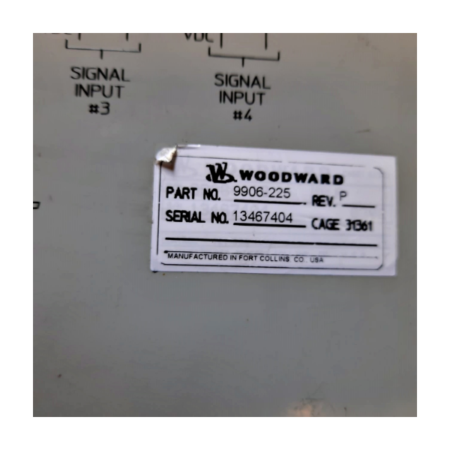 VDC
SIGNAL
INPUT
#3
SIGNAL
INPUT
#4
WOODWARD
PART NO. 9906-225 REV. P
SERIAL NO. 13467404 CAGE 31361
MANUFACTURED IN FORT COLLINS, CO. USA